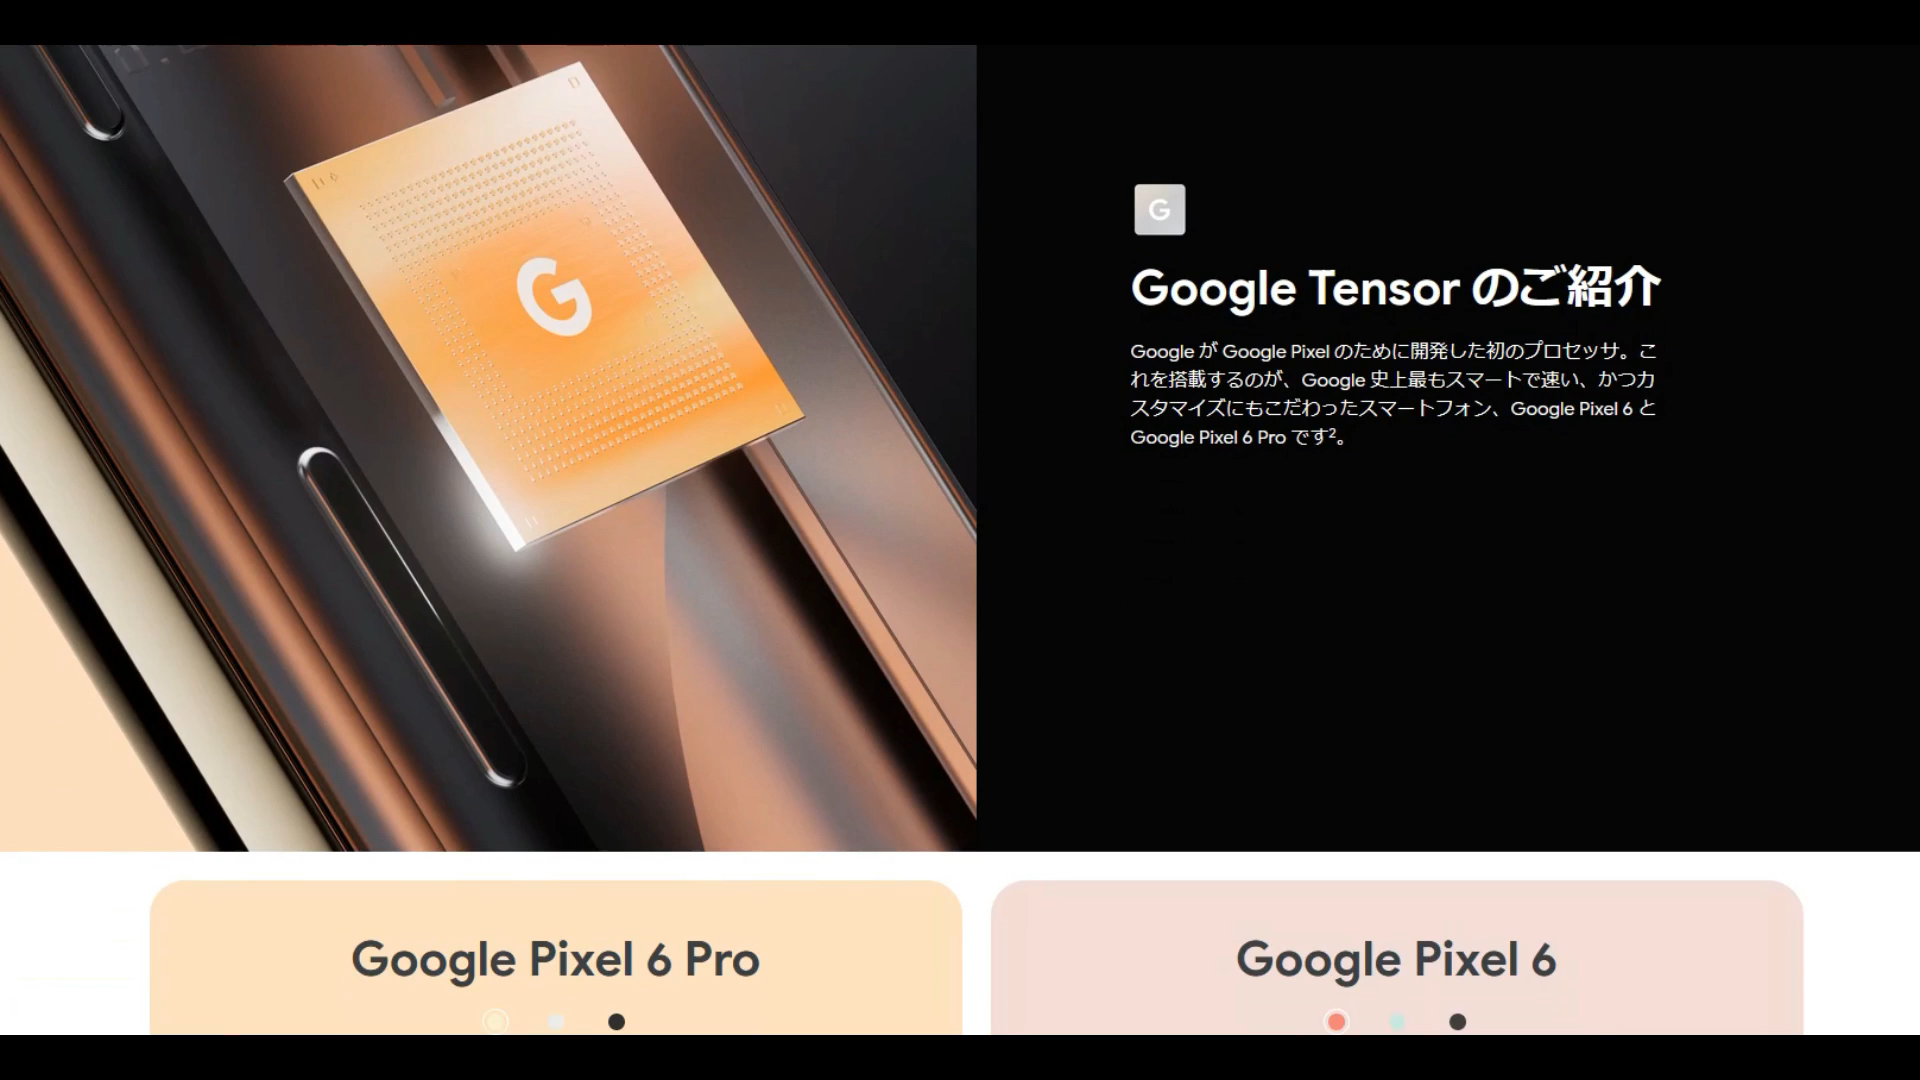 G
G
Google Tensor のご紹介
Google が Google Pixel のために開発した初のプロセッサ。こ
れを搭載するのが、Google 史上最もスマートで速い、かつカ
スタマイズにもこだわったスマートフォン、Google Pixel 6 と
Google Pixel 6 Pro です²。
Google Pixel 6 Pro
Google Pixel 6